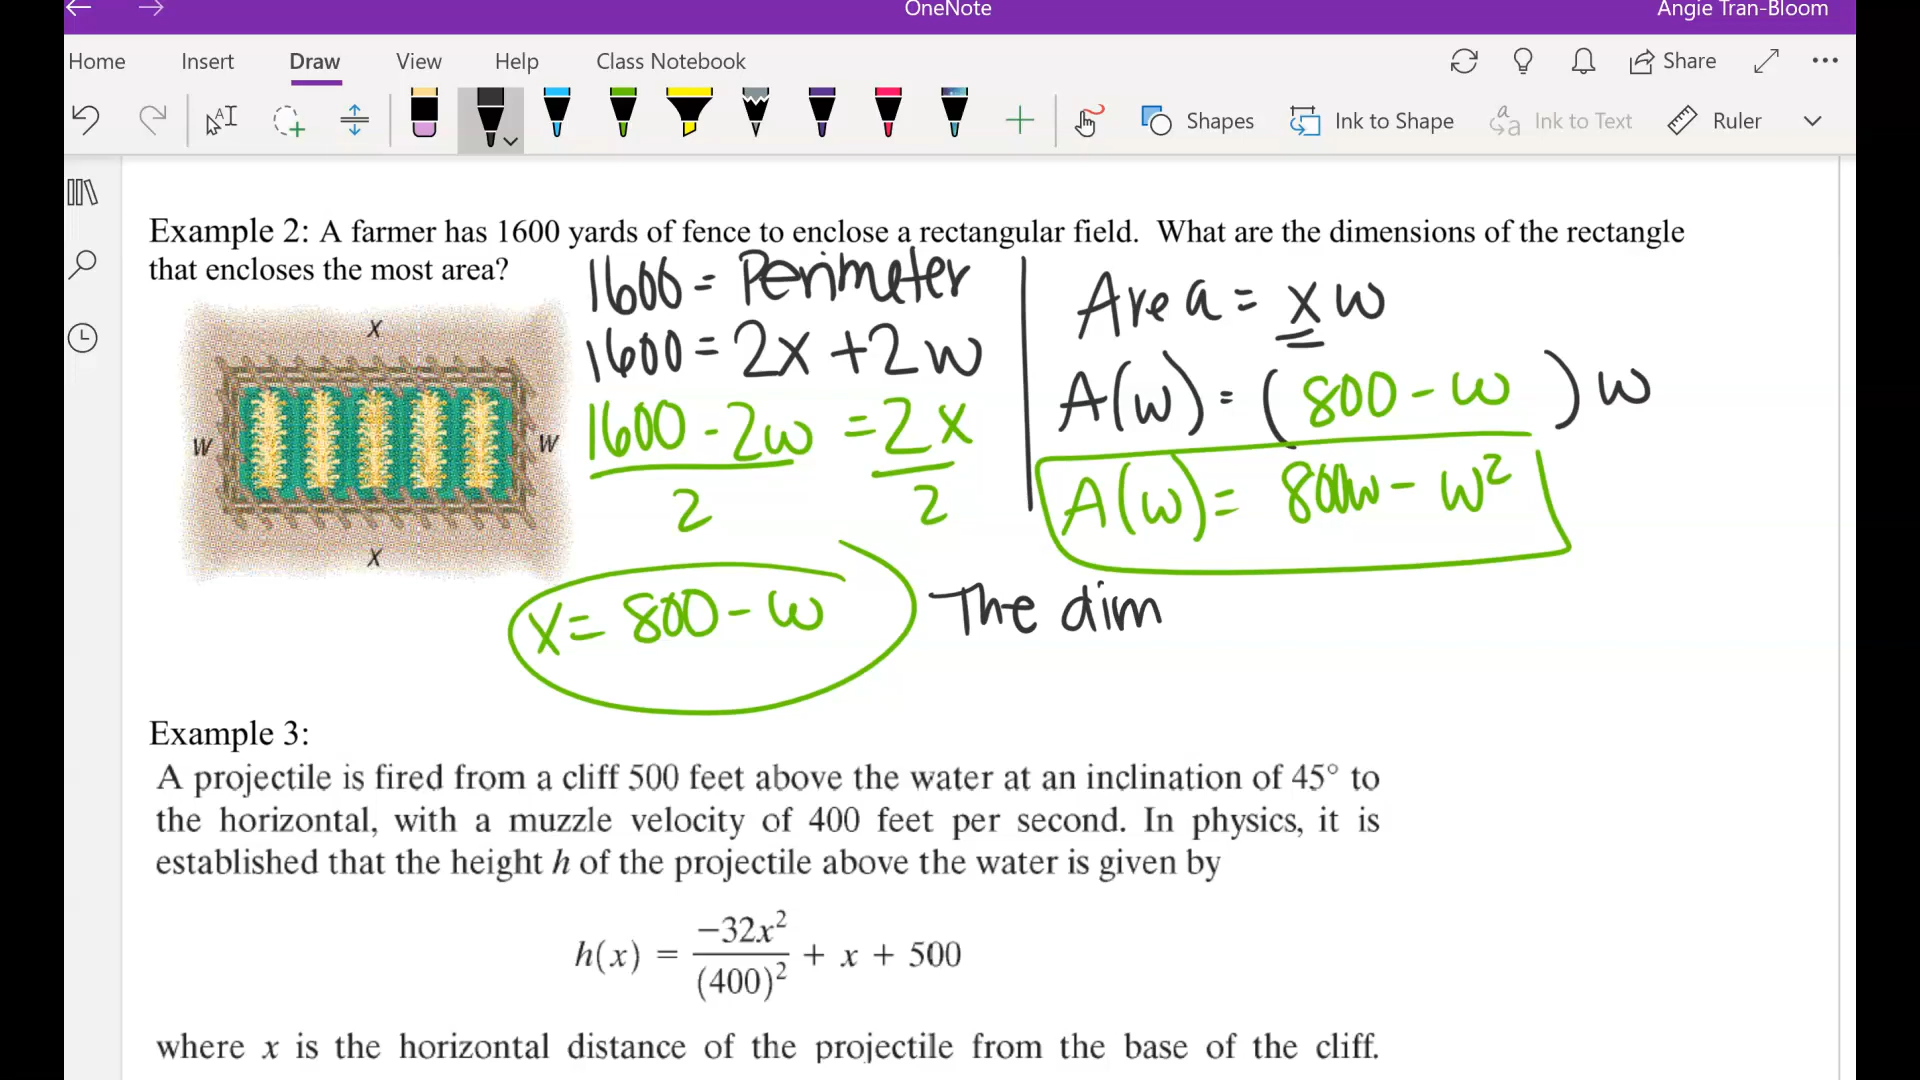 OneNote
Angie Tran-Bloom
Home Insert Draw View Help Class Notebook
Share
Shapes Ink to Shape Ink to Text Ruler
Example 2: A farmer has 1600 yards of fence to enclose a rectangular field. What are the dimensions of the rectangle
that encloses the most area?
x
w
w
x
1600 = Perimeter
1600 = 2x + 2w
1600 - 2w = 2x
2 2
x = 800 - w
Area = xw
A(w) = (800 - w)w
A(w) = 800w - w²
The dim
Example 3:
A projectile is fired from a cliff 500 feet above the water at an inclination of 45° to
the horizontal, with a muzzle velocity of 400 feet per second. In physics, it is
established that the height h of the projectile above the water is given by
h(x) = −32x² / (400)² + x + 500
where x is the horizontal distance of the projectile from the base of the cliff.